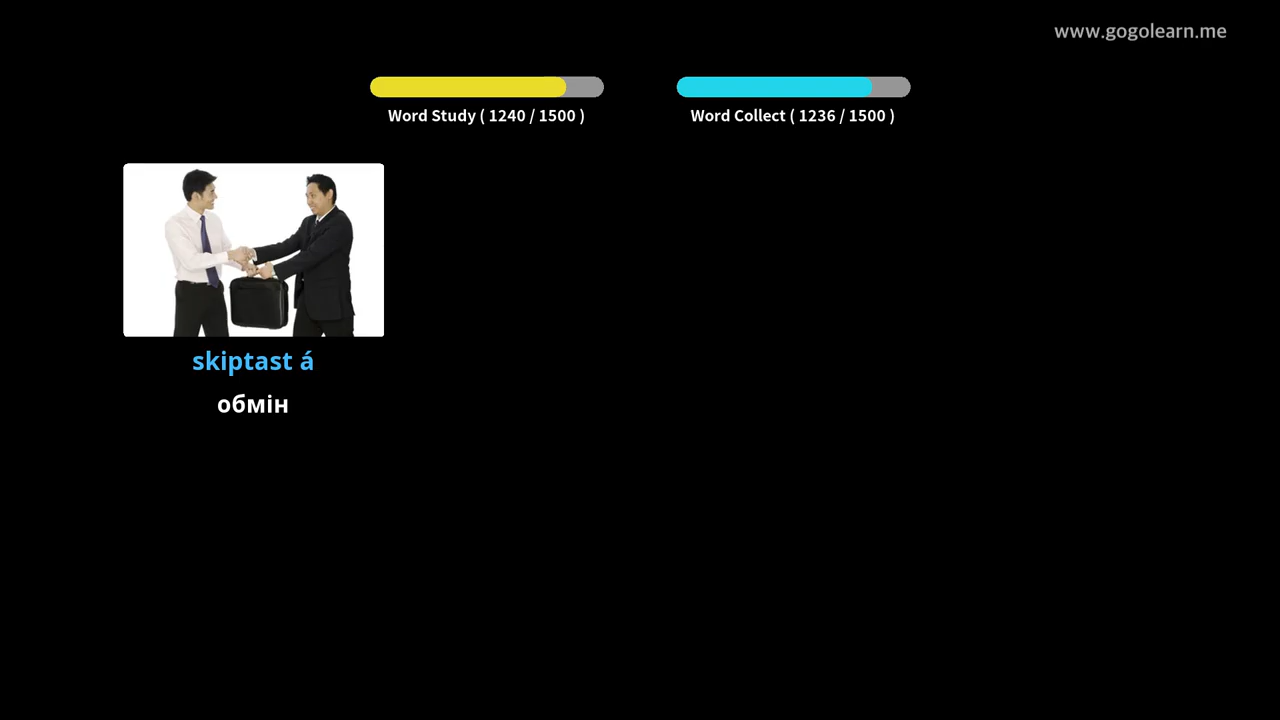 www.gogolearn.me
Word Study ( 1240 / 1500 )
Word Collect ( 1236 / 1500 )
skiptast á
обмін